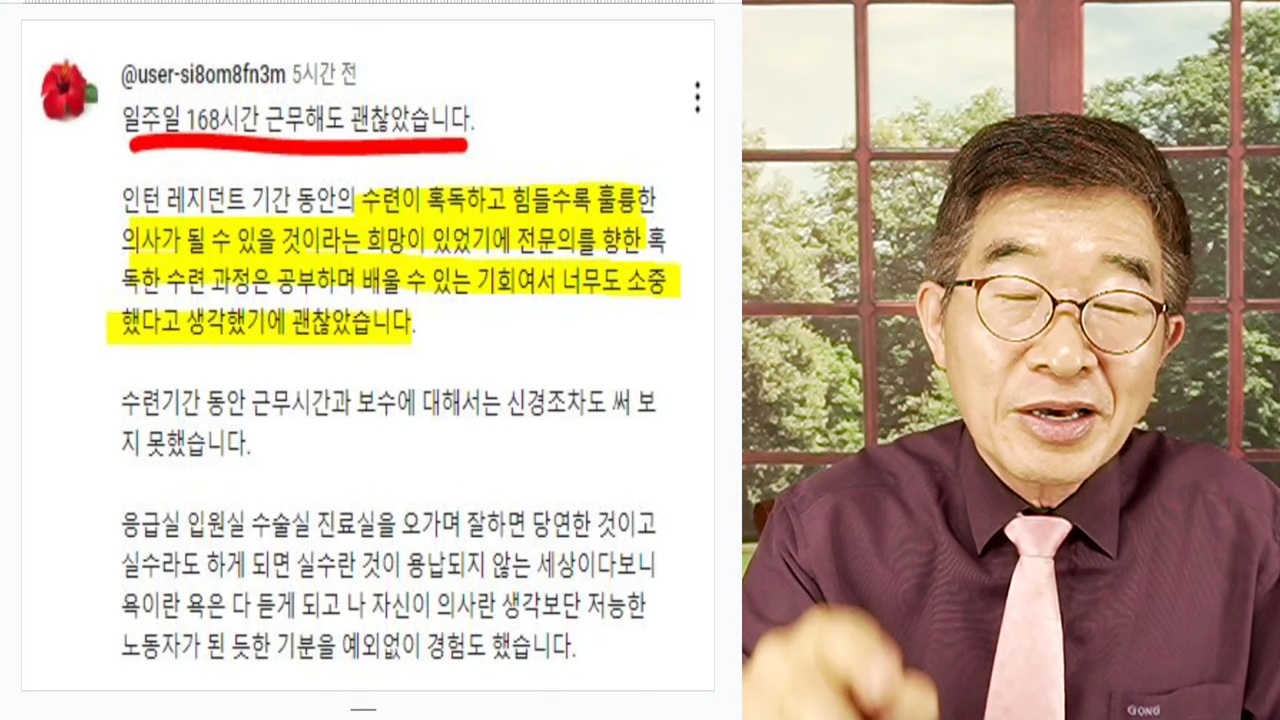 @user-si8om8fn3m 5시간 전
일주일 168시간 근무해도 괜찮았습니다.
인턴 레지던트 기간 동안의 수련이 혹독하고 힘들수록 훌륭한
의사가 될 수 있을 것이라는 희망이 있었기에 전문의를 향한 혹
독한 수련 과정은 공부하며 배울 수 있는 기회여서 너무도 소중
했다고 생각했기에 괜찮았습니다.
수련기간 동안 근무시간과 보수에 대해서는 신경조차도 써 보
지 못했습니다.
응급실 입원실 수술실 진료실을 오가며 잘하면 당연한 것이고
실수라도 하게 되면 실수란 것이 용납되지 않는 세상이다보니
욕이란 욕은 다 듣게 되고 나 자신이 의사란 생각보단 저능한
노동자가 된 듯한 기분을 예외없이 경험도 했습니다.
GONG